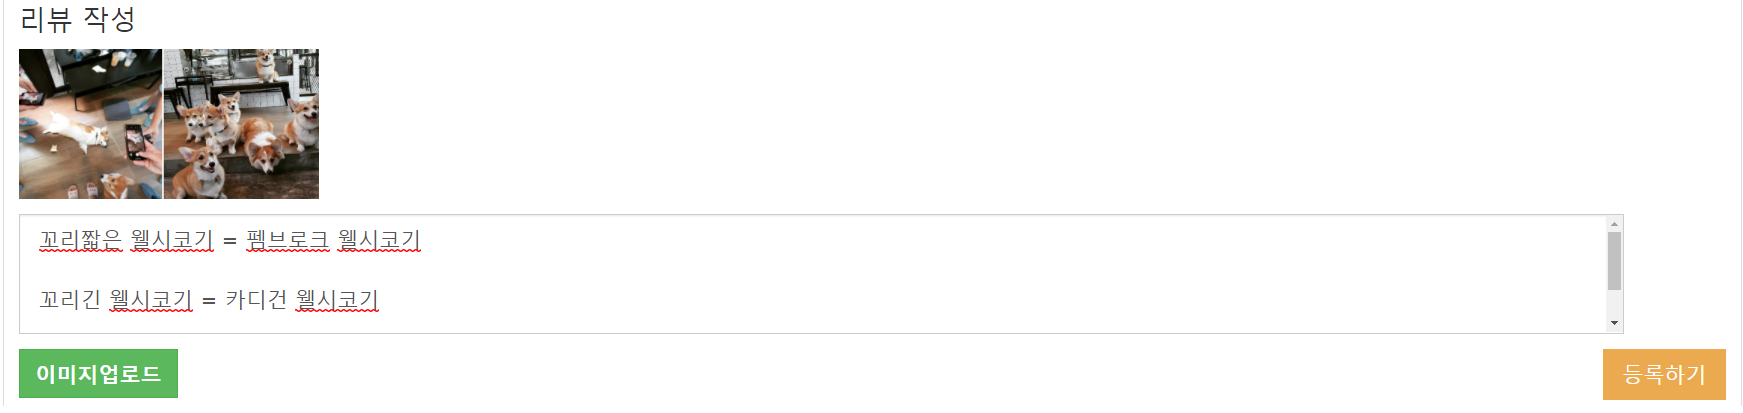 리뷰 작성
꼬리짧은 웰시코기 = 펨브로크 웰시코기
꼬리긴 웰시코기 = 카디건 웰시코기
이미지업로드
등록하기